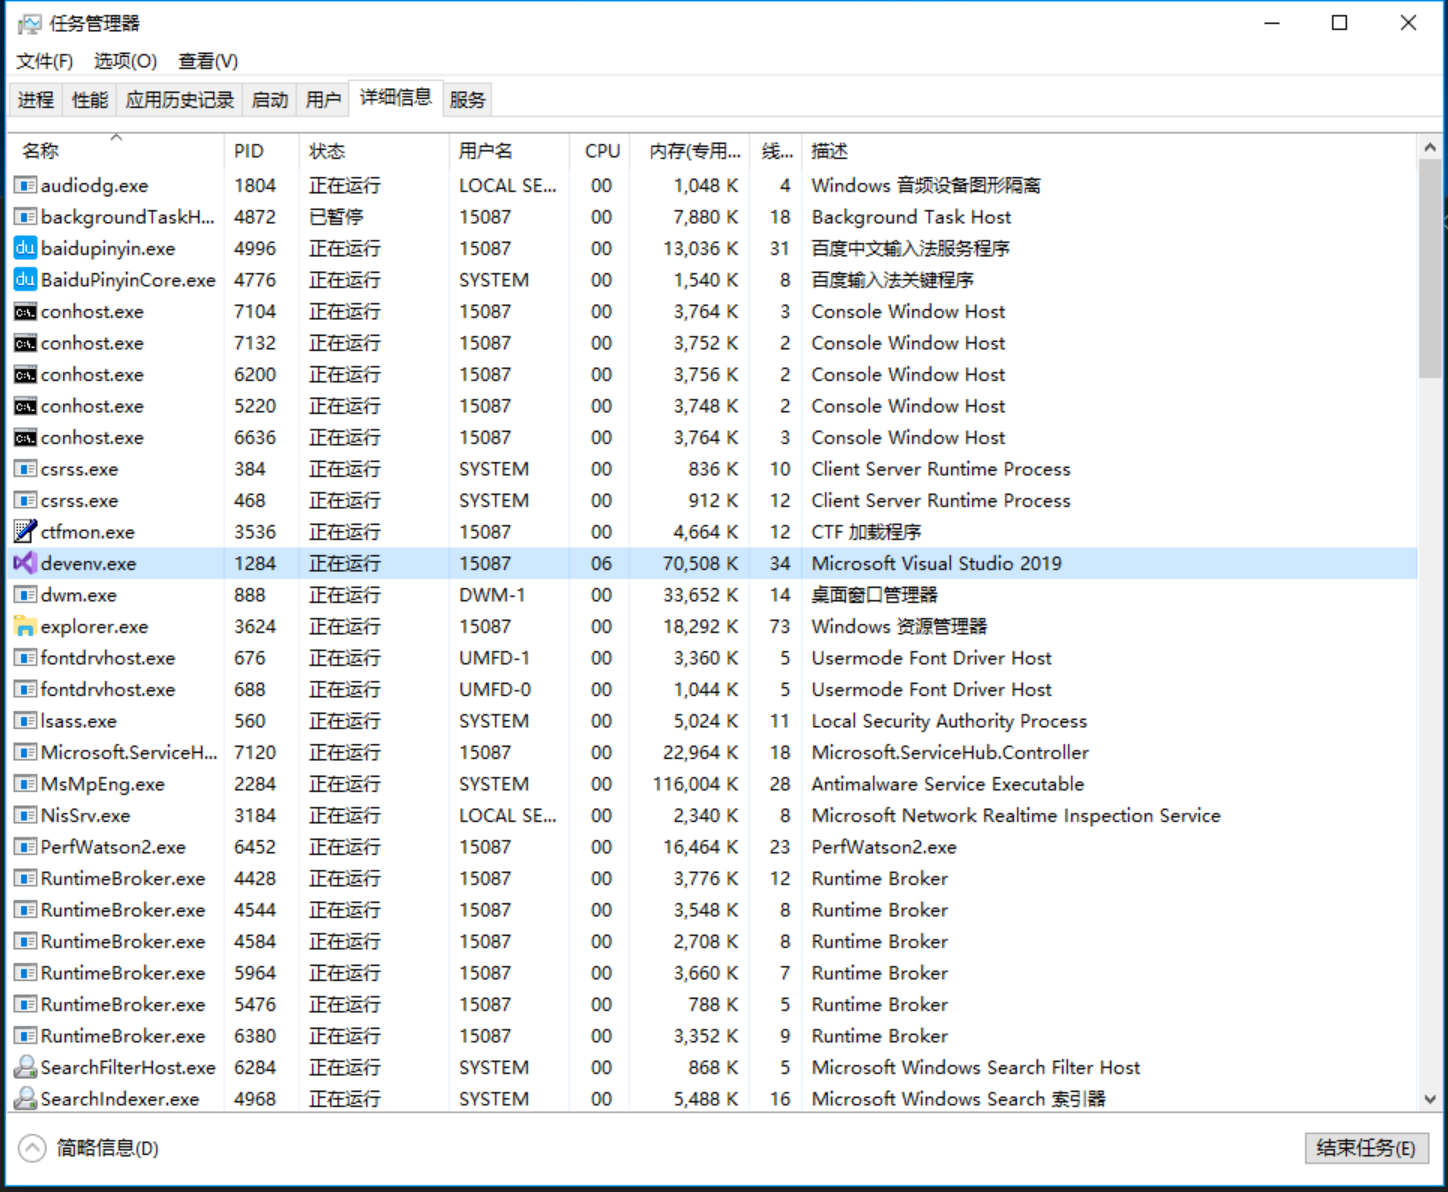 任务管理器
文件(F) 选项(O) 查看(V)
进程 性能 应用历史记录 启动 用户 详细信息 服务
名称 PID 状态 用户名 CPU 内存(专用... 线... 描述
audiodg.exe 1804 正在运行 LOCAL SE... 00 1,048 K 4 Windows 音频设备图形隔离
backgroundTaskH... 4872 已暂停 15087 00 7,880 K 18 Background Task Host
du baidupinyin.exe 4996 正在运行 15087 00 13,036 K 31 百度中文输入法服务程序
du BaiduPinyinCore.exe 4776 正在运行 SYSTEM 00 1,540 K 8 百度输入法关键程序
conhost.exe 7104 正在运行 15087 00 3,764 K 3 Console Window Host
conhost.exe 7132 正在运行 15087 00 3,752 K 2 Console Window Host
conhost.exe 6200 正在运行 15087 00 3,756 K 2 Console Window Host
conhost.exe 5220 正在运行 15087 00 3,748 K 2 Console Window Host
conhost.exe 6636 正在运行 15087 00 3,764 K 3 Console Window Host
csrss.exe 384 正在运行 SYSTEM 00 836 K 10 Client Server Runtime Process
csrss.exe 468 正在运行 SYSTEM 00 912 K 12 Client Server Runtime Process
ctfmon.exe 3536 正在运行 15087 00 4,664 K 12 CTF 加载程序
devenv.exe 1284 正在运行 15087 06 70,508 K 34 Microsoft Visual Studio 2019
dwm.exe 888 正在运行 DWM-1 00 33,652 K 14 桌面窗口管理器
explorer.exe 3624 正在运行 15087 00 18,292 K 73 Windows 资源管理器
fontdrvhost.exe 676 正在运行 UMFD-1 00 3,360 K 5 Usermode Font Driver Host
fontdrvhost.exe 688 正在运行 UMFD-0 00 1,044 K 5 Usermode Font Driver Host
lsass.exe 560 正在运行 SYSTEM 00 5,024 K 11 Local Security Authority Process
Microsoft.ServiceH... 7120 正在运行 15087 00 22,964 K 18 Microsoft.ServiceHub.Controller
MsMpEng.exe 2284 正在运行 SYSTEM 00 116,004 K 28 Antimalware Service Executable
NisSrv.exe 3184 正在运行 LOCAL SE... 00 2,340 K 8 Microsoft Network Realtime Inspection Service
PerfWatson2.exe 6452 正在运行 15087 00 16,464 K 23 PerfWatson2.exe
RuntimeBroker.exe 4428 正在运行 15087 00 3,776 K 12 Runtime Broker
RuntimeBroker.exe 4544 正在运行 15087 00 3,548 K 8 Runtime Broker
RuntimeBroker.exe 4584 正在运行 15087 00 2,708 K 8 Runtime Broker
RuntimeBroker.exe 5964 正在运行 15087 00 3,660 K 7 Runtime Broker
RuntimeBroker.exe 5476 正在运行 15087 00 788 K 5 Runtime Broker
RuntimeBroker.exe 6380 正在运行 15087 00 3,352 K 9 Runtime Broker
SearchFilterHost.exe 6284 正在运行 SYSTEM 00 868 K 5 Microsoft Windows Search Filter Host
SearchIndexer.exe 4968 正在运行 SYSTEM 00 5,488 K 16 Microsoft Windows Search 索引器
简略信息(D) 结束任务(E)